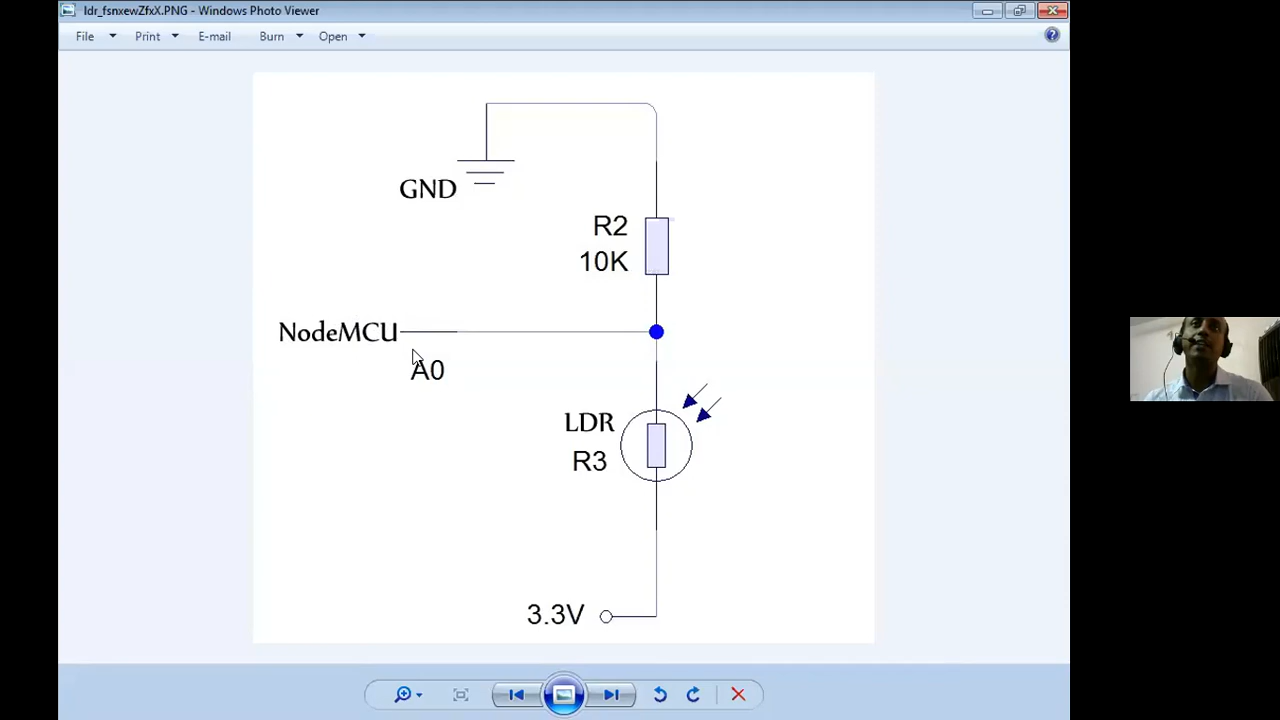 ldr_fsnxewZfxX.PNG - Windows Photo Viewer
File Print E-mail Burn Open
GND
R2
10K
NodeMCU
A0
LDR
R3
3.3V